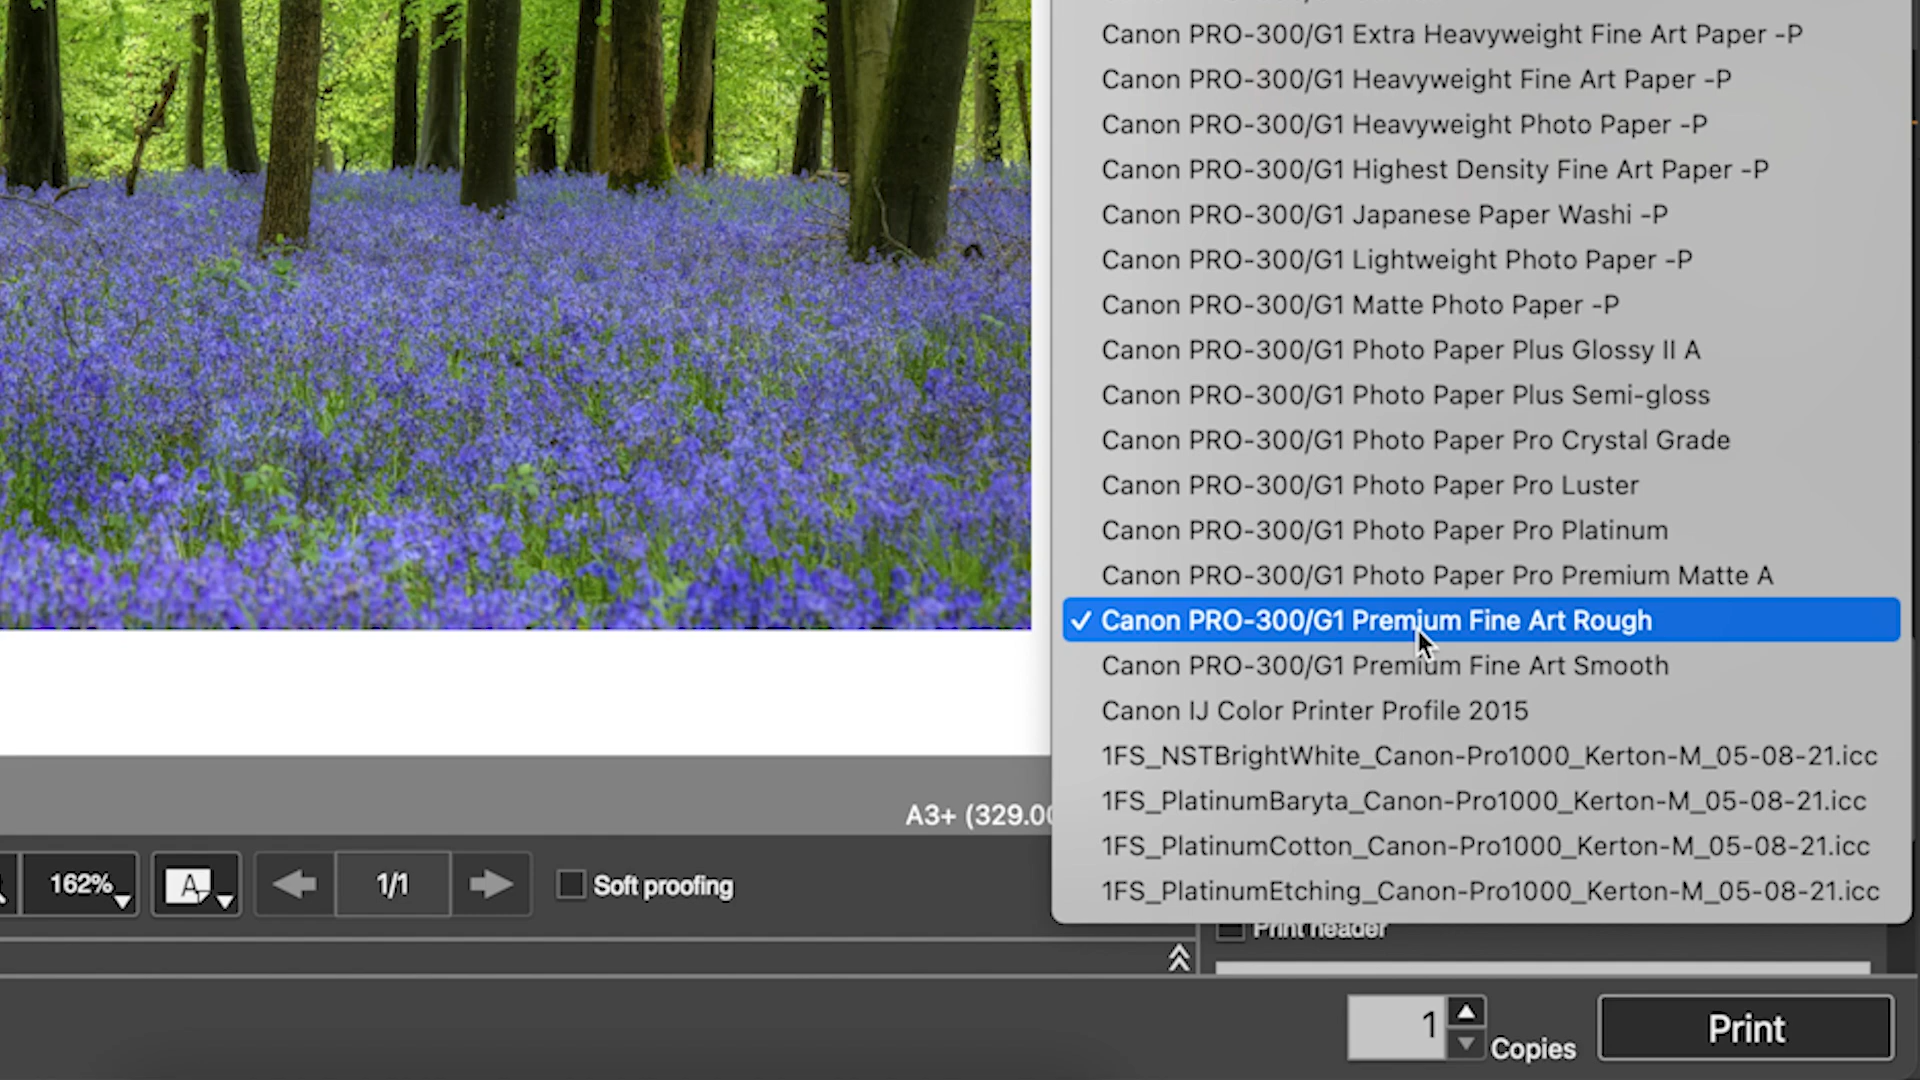 Canon PRO-300/G1 Extra Heavyweight Fine Art Paper -P
Canon PRO-300/G1 Heavyweight Fine Art Paper -P
Canon PRO-300/G1 Heavyweight Photo Paper -P
Canon PRO-300/G1 Highest Density Fine Art Paper -P
Canon PRO-300/G1 Japanese Paper Washi -P
Canon PRO-300/G1 Lightweight Photo Paper -P
Canon PRO-300/G1 Matte Photo Paper -P
Canon PRO-300/G1 Photo Paper Plus Glossy II A
Canon PRO-300/G1 Photo Paper Plus Semi-gloss
Canon PRO-300/G1 Photo Paper Pro Crystal Grade
Canon PRO-300/G1 Photo Paper Pro Luster
Canon PRO-300/G1 Photo Paper Pro Platinum
Canon PRO-300/G1 Photo Paper Pro Premium Matte A
✓ Canon PRO-300/G1 Premium Fine Art Rough
Canon PRO-300/G1 Premium Fine Art Smooth
Canon IJ Color Printer Profile 2015
1FS_NSTBrightWhite_Canon-Pro1000_Kerton-M_05-08-21.icc
1FS_PlatinumBaryta_Canon-Pro1000_Kerton-M_05-08-21.icc
1FS_PlatinumCotton_Canon-Pro1000_Kerton-M_05-08-21.icc
1FS_PlatinumEtching_Canon-Pro1000_Kerton-M_05-08-21.icc
A3+ (329.00
162%
A
1/1
Soft proofing
Print header
1
Copies
Print